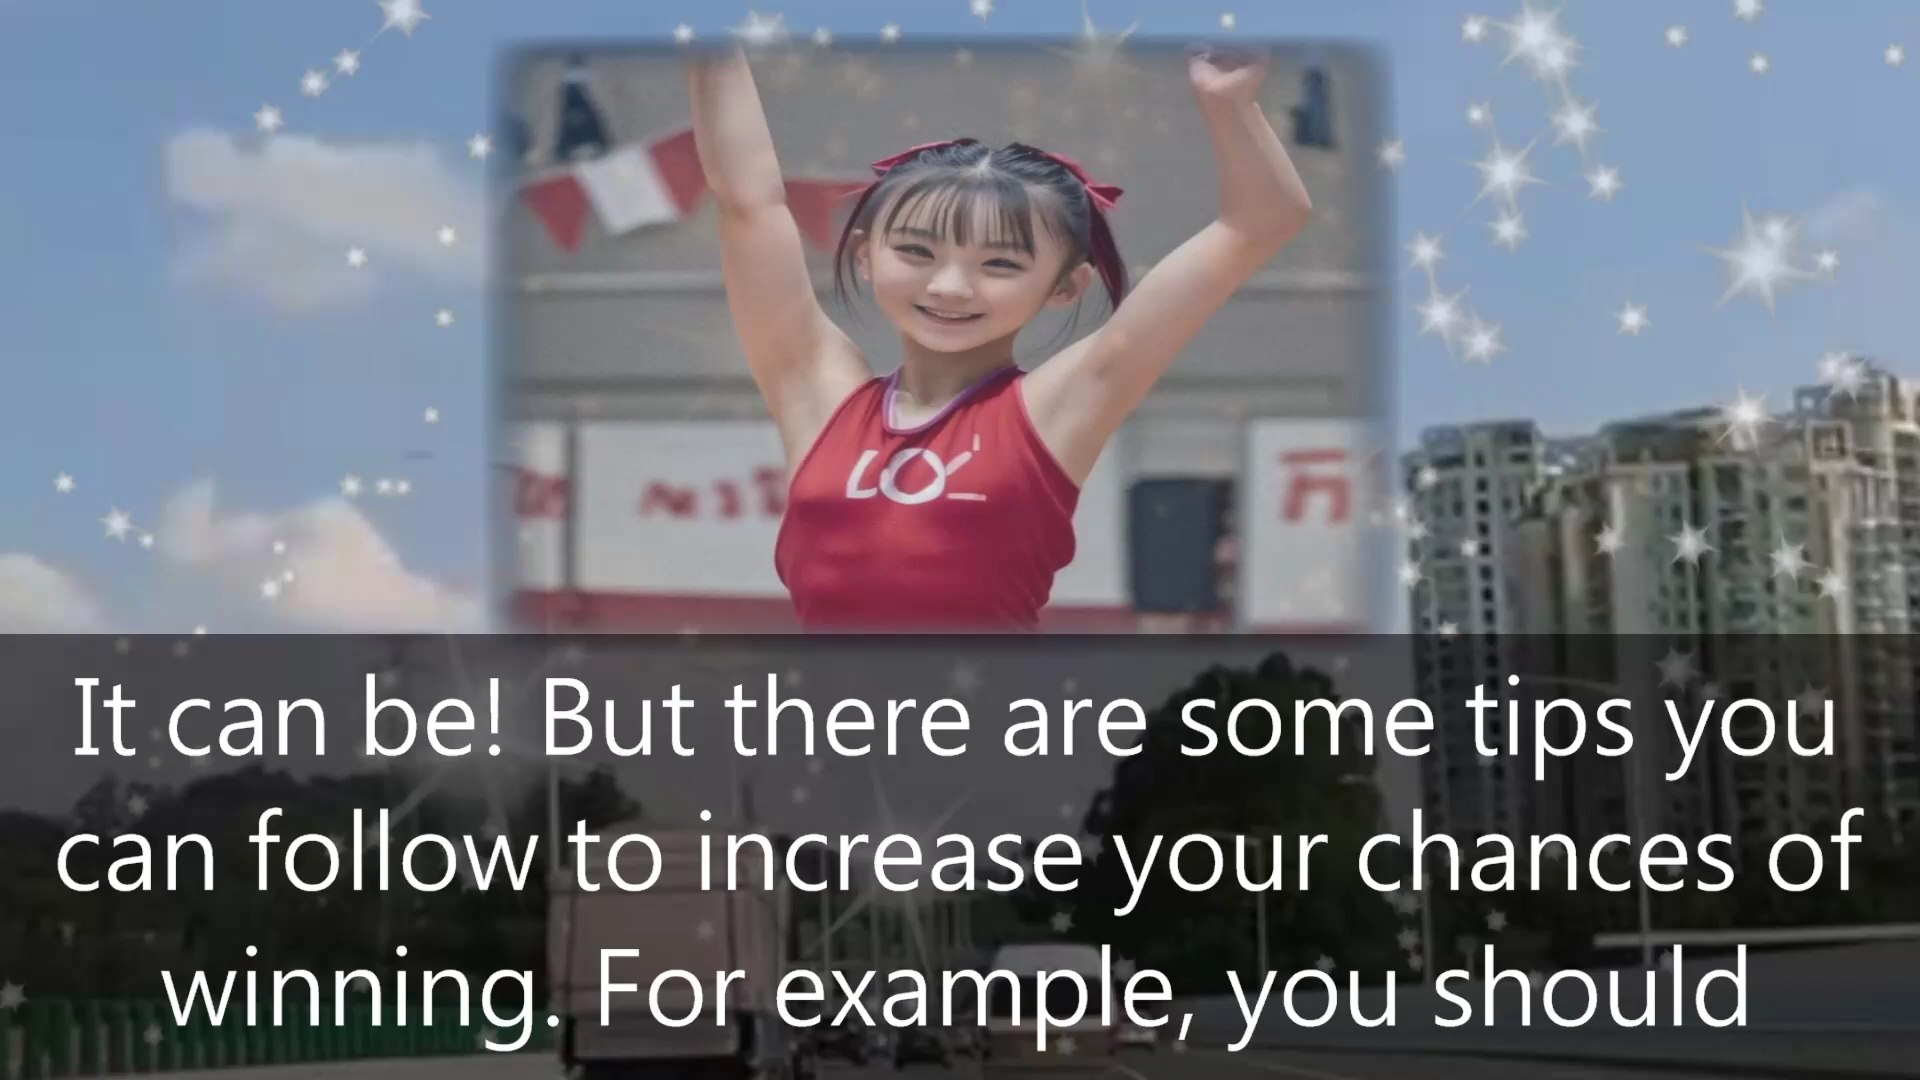 LOY
It can be! But there are some tips you
can follow to increase your chances of
winning. For example, you should